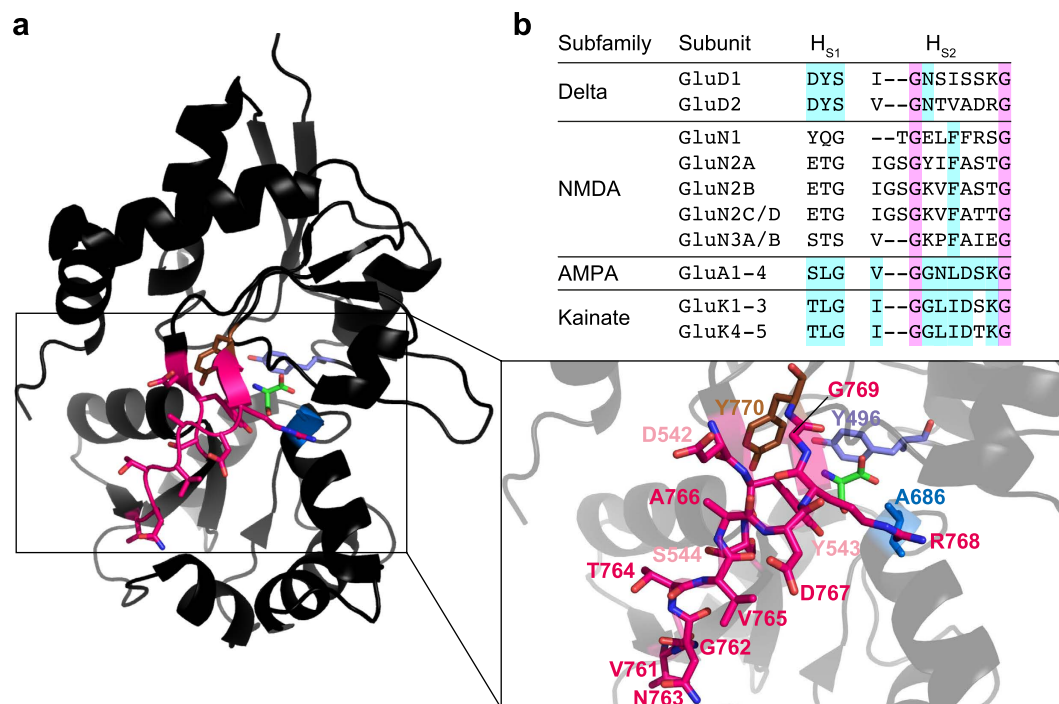 a
b
Subfamily Subunit HS1 HS2
Delta
GluD1 DYS I--GNSISSKG
GluD2 DYS V--GNTVADRG
NMDA
GluN1 YQG --TGELFFRSG
GluN2A ETG IGSGYIFASTG
GluN2B ETG IGSGKVFASTG
GluN2C/D ETG IGSGKVFATTG
GluN3A/B STS V--GKPFAIEG
AMPA GluA1-4 SLG V--GGNLDSKG
Kainate
GluK1-3 TLG I--GGLIDSKG
GluK4-5 TLG I--GGLIDTKG
G769
Y770
Y496
D542
A766
A686
R768
S544
Y543
T764
D767
V765
G762
V761
N763